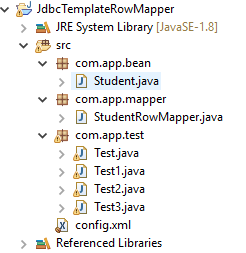 JdbcTemplateRowMapper
JRE System Library [JavaSE-1.8]
src
com.app.bean
Student.java
com.app.mapper
StudentRowMapper.java
com.app.test
Test.java
Test1.java
Test2.java
Test3.java
config.xml
Referenced Libraries